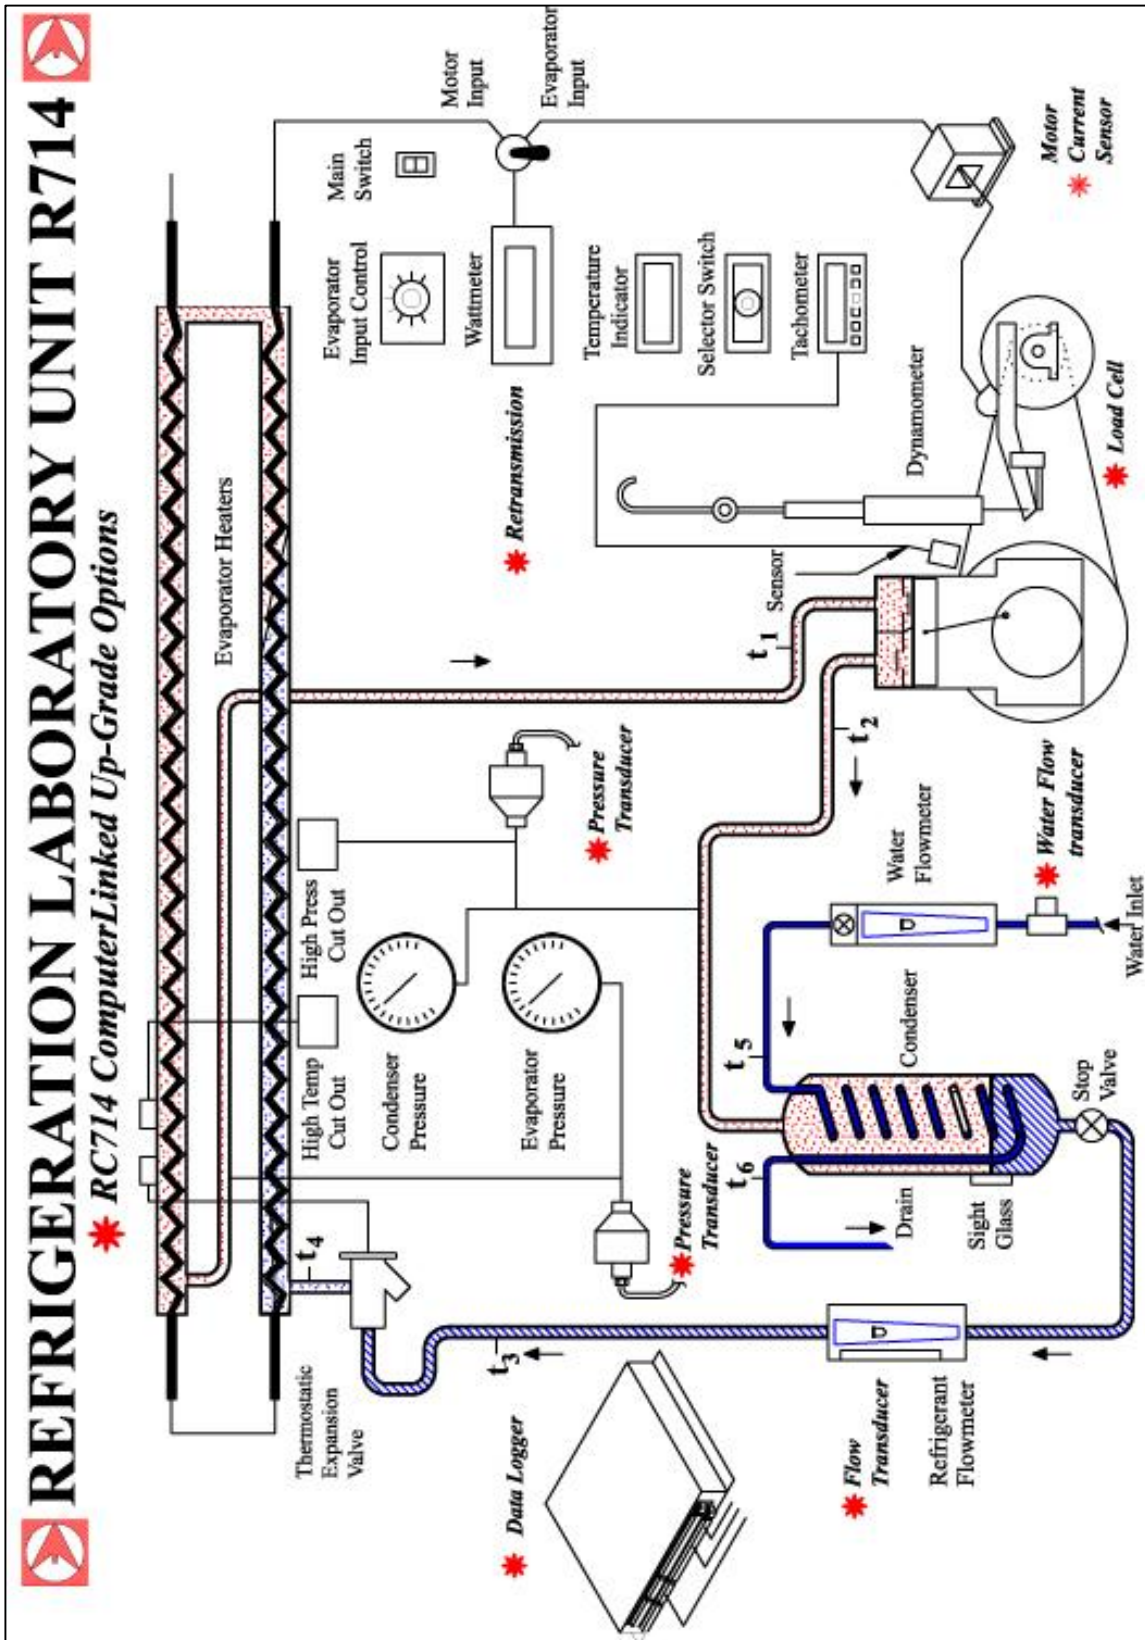 REFRIGERATION LABORATORY UNIT R714
RC714 ComputerLinked Up-Grade Options
Evaporator Heaters
Thermostatic
Expansion
Valve
t4
High Temp
Cut Out
High Press
Cut Out
Condenser
Pressure
Evaporator
Pressure
Pressure
Transducer
Pressure
Transducer
Evaporator
Input Control
Main
Switch
Motor
Input
Evaporator
Input
Wattmeter
Retransmission
Temperature
Indicator
Selector Switch
Tachometer
Sensor
Dynamometer
Load Cell
Motor
Current
Sensor
Data Logger
t3
t6
t5
t2
t1
Flow
Transducer
Refrigerant
Flowmeter
Drain
Sight
Glass
Condenser
Stop
Valve
Water
Flowmeter
Water Flow
transducer
Water Inlet